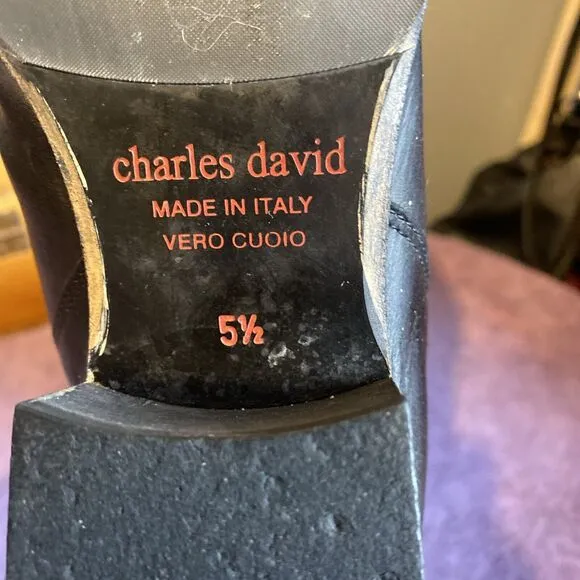 charles david
MADE IN ITALY
VERO CUOIO
5½